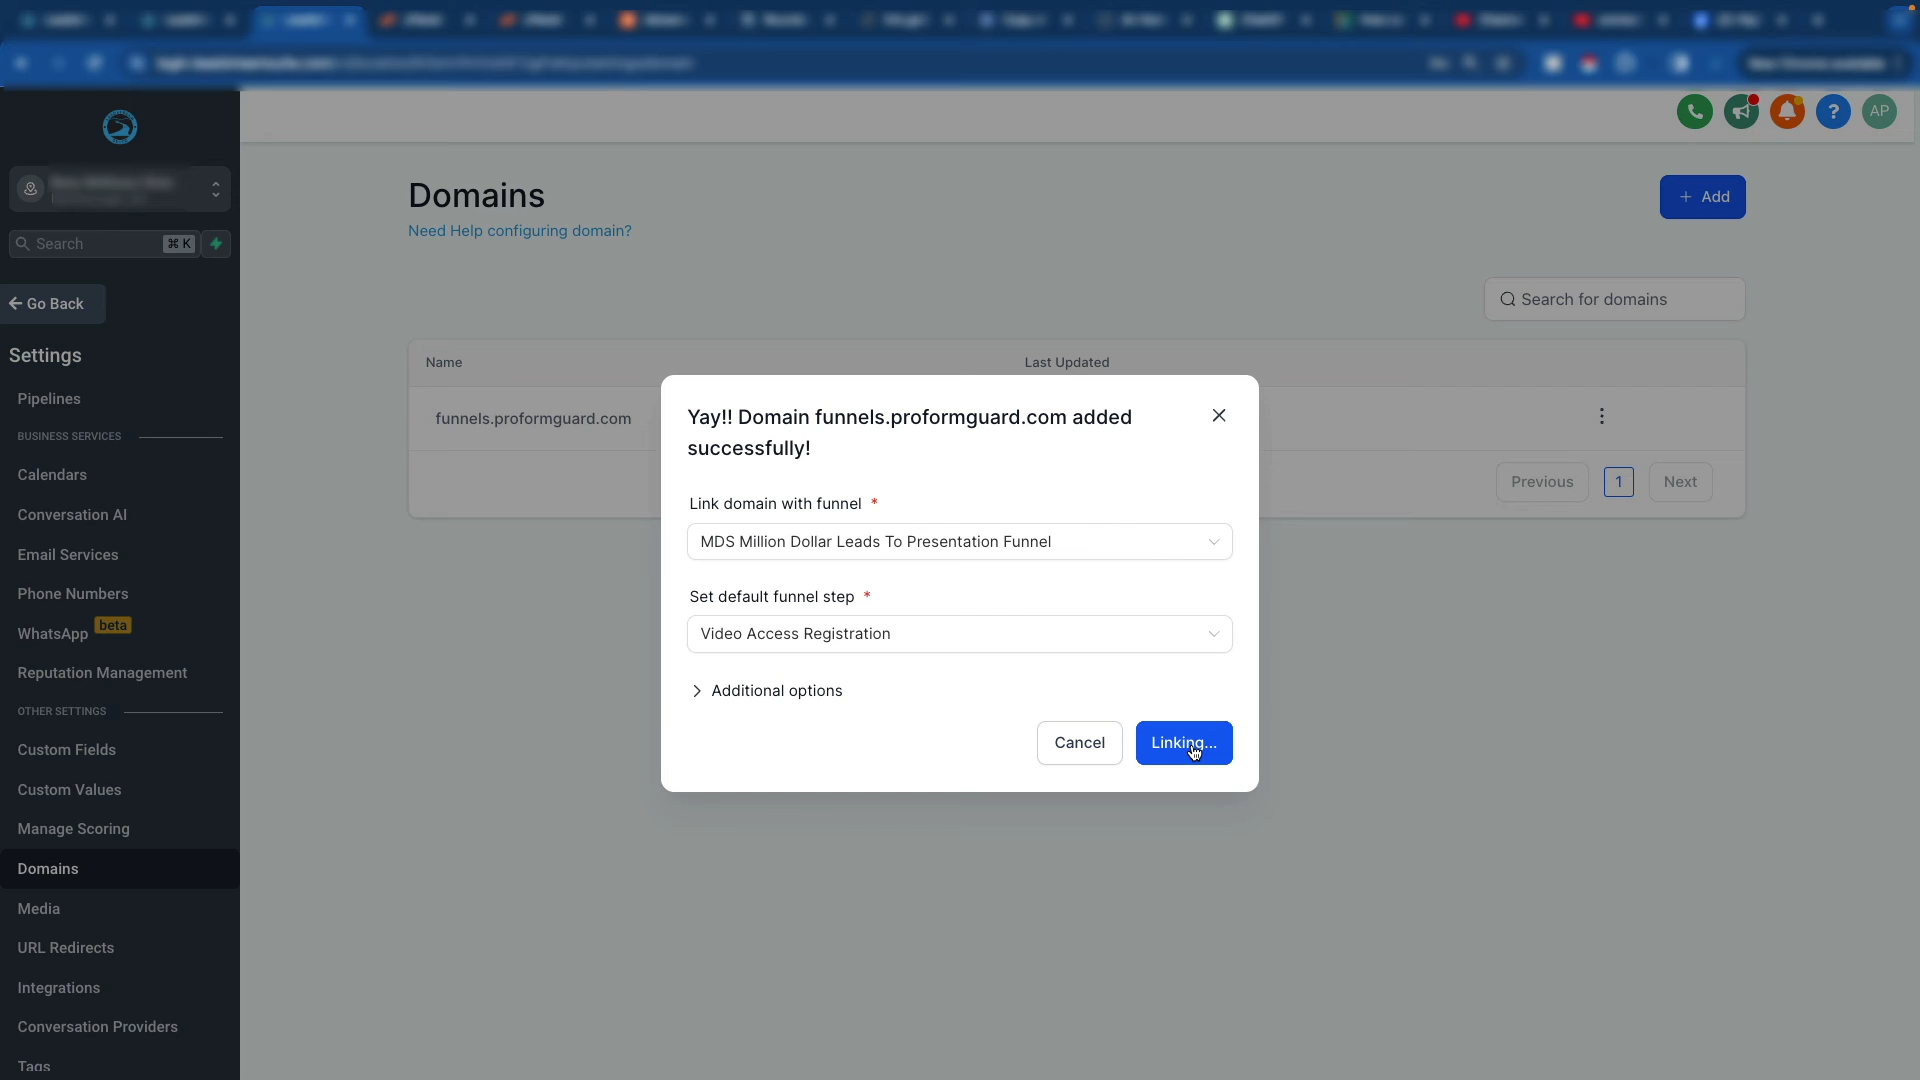 AP
Search
⌘ K
Go Back
Settings
Pipelines
BUSINESS SERVICES
Calendars
Conversation AI
Email Services
Phone Numbers
WhatsApp beta
Reputation Management
OTHER SETTINGS
Custom Fields
Custom Values
Manage Scoring
Domains
Media
URL Redirects
Integrations
Conversation Providers
Tags
Domains
Need Help configuring domain?
+ Add
Search for domains
Name Last Updated
funnels.proformguard.com
Previous 1 Next
Yay!! Domain funnels.proformguard.com added
successfully!
Link domain with funnel *
MDS Million Dollar Leads To Presentation Funnel
Set default funnel step *
Video Access Registration
Additional options
Cancel Linking...